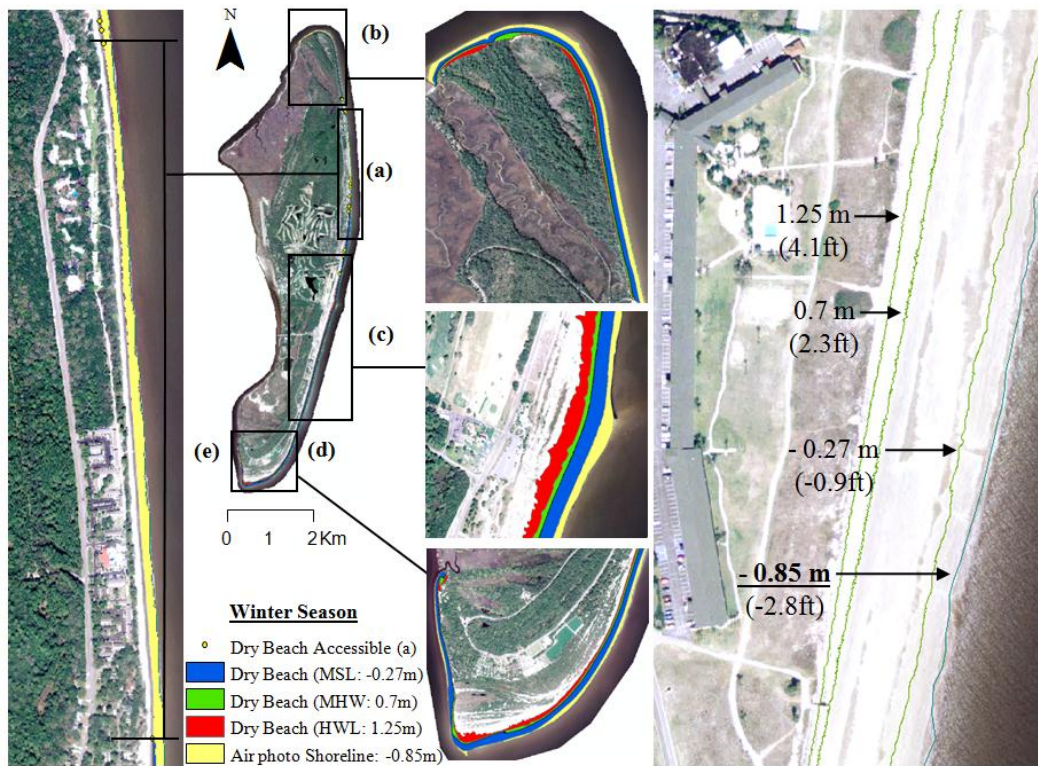 N
(b)
(a)
(c)
(e)
(d)
0 1 2 Km
Winter Season
Dry Beach Accessible (a)
Dry Beach (MSL: -0.27m)
Dry Beach (MHW: 0.7m)
Dry Beach (HWL: 1.25m)
Air photo Shoreline: -0.85m)
1.25 m
(4.1ft)
0.7 m
(2.3ft)
- 0.27 m
(-0.9ft)
- 0.85 m
(-2.8ft)